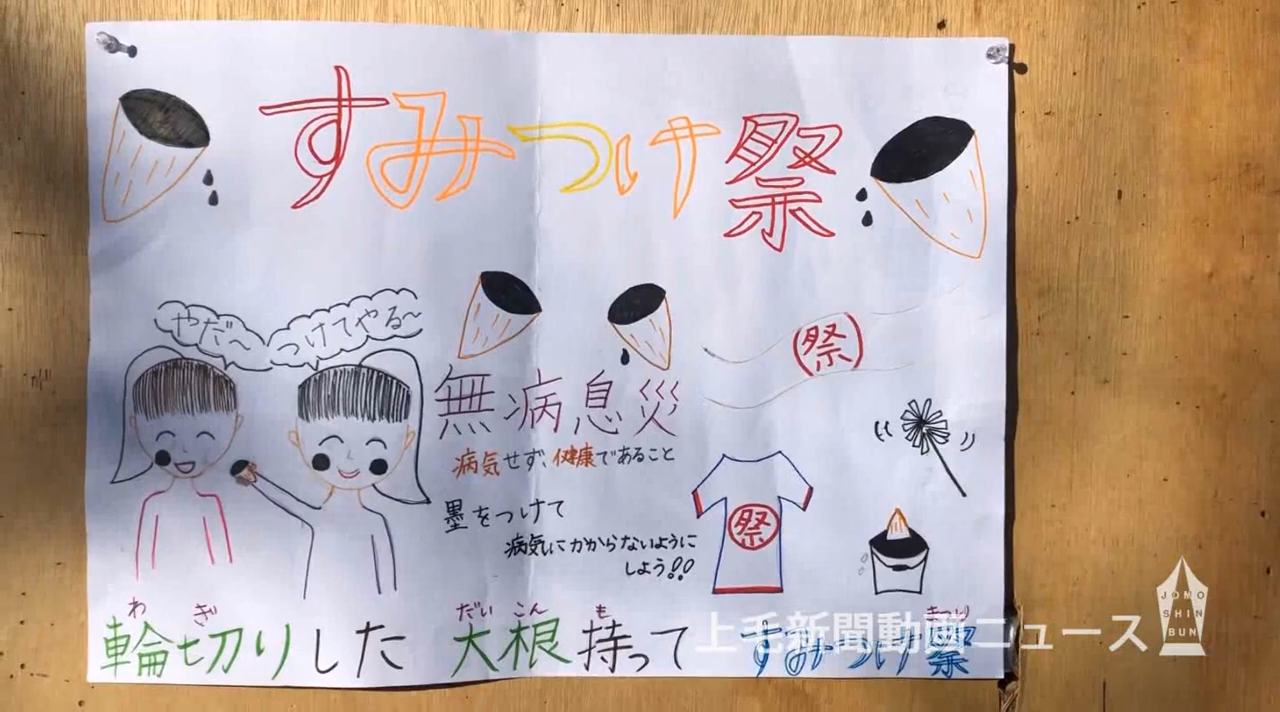 すみつけ祭
やだ～
つけてやる～
無病息災
病気せず、健康であること
墨をつけて
病気にかからないように
しよう!!
祭
祭
わ ぎ だい こん も まつり
輪切りした 大根持って すみつけ祭
上毛新聞動画ニュース
JOMO
SHIN
BUN